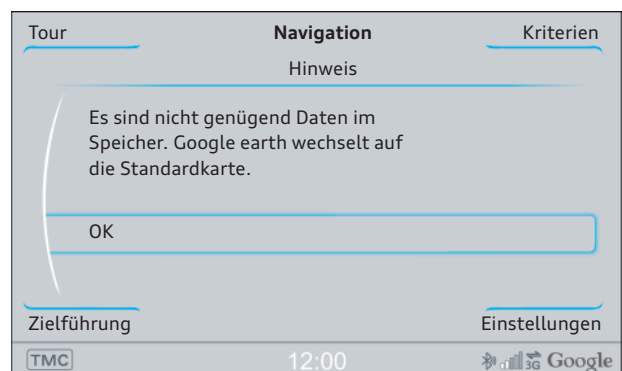 Tour Navigation Kriterien
Hinweis
Es sind nicht genügend Daten im
Speicher. Google earth wechselt auf
die Standardkarte.
OK
Zielführung Einstellungen
TMC 12:00 3G Google